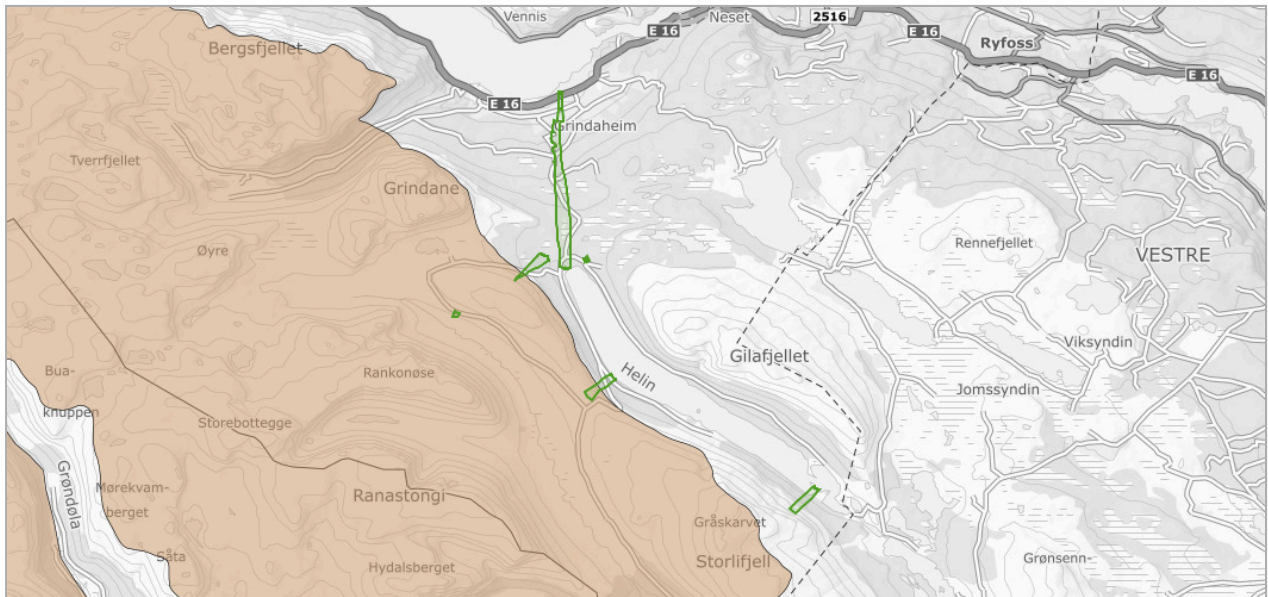 Vennis
Neset
2516
E 16
E 16
Ryfoss
Bergsfjellet
E 16
E 16
Grindaheim
Tverrfjellet
Grindane
Øyre
Rennefjellet
VESTRE
Viksyndin
Gilafjellet
Helin
Bua-
knuppen
Rankonøse
Jomssyndin
Storebottegge
Grøndøla
Mørekvam-
berget
Ranastongi
Gråskarvet
Såta
Hydalsberget
Storlifjell
Grønsenn-